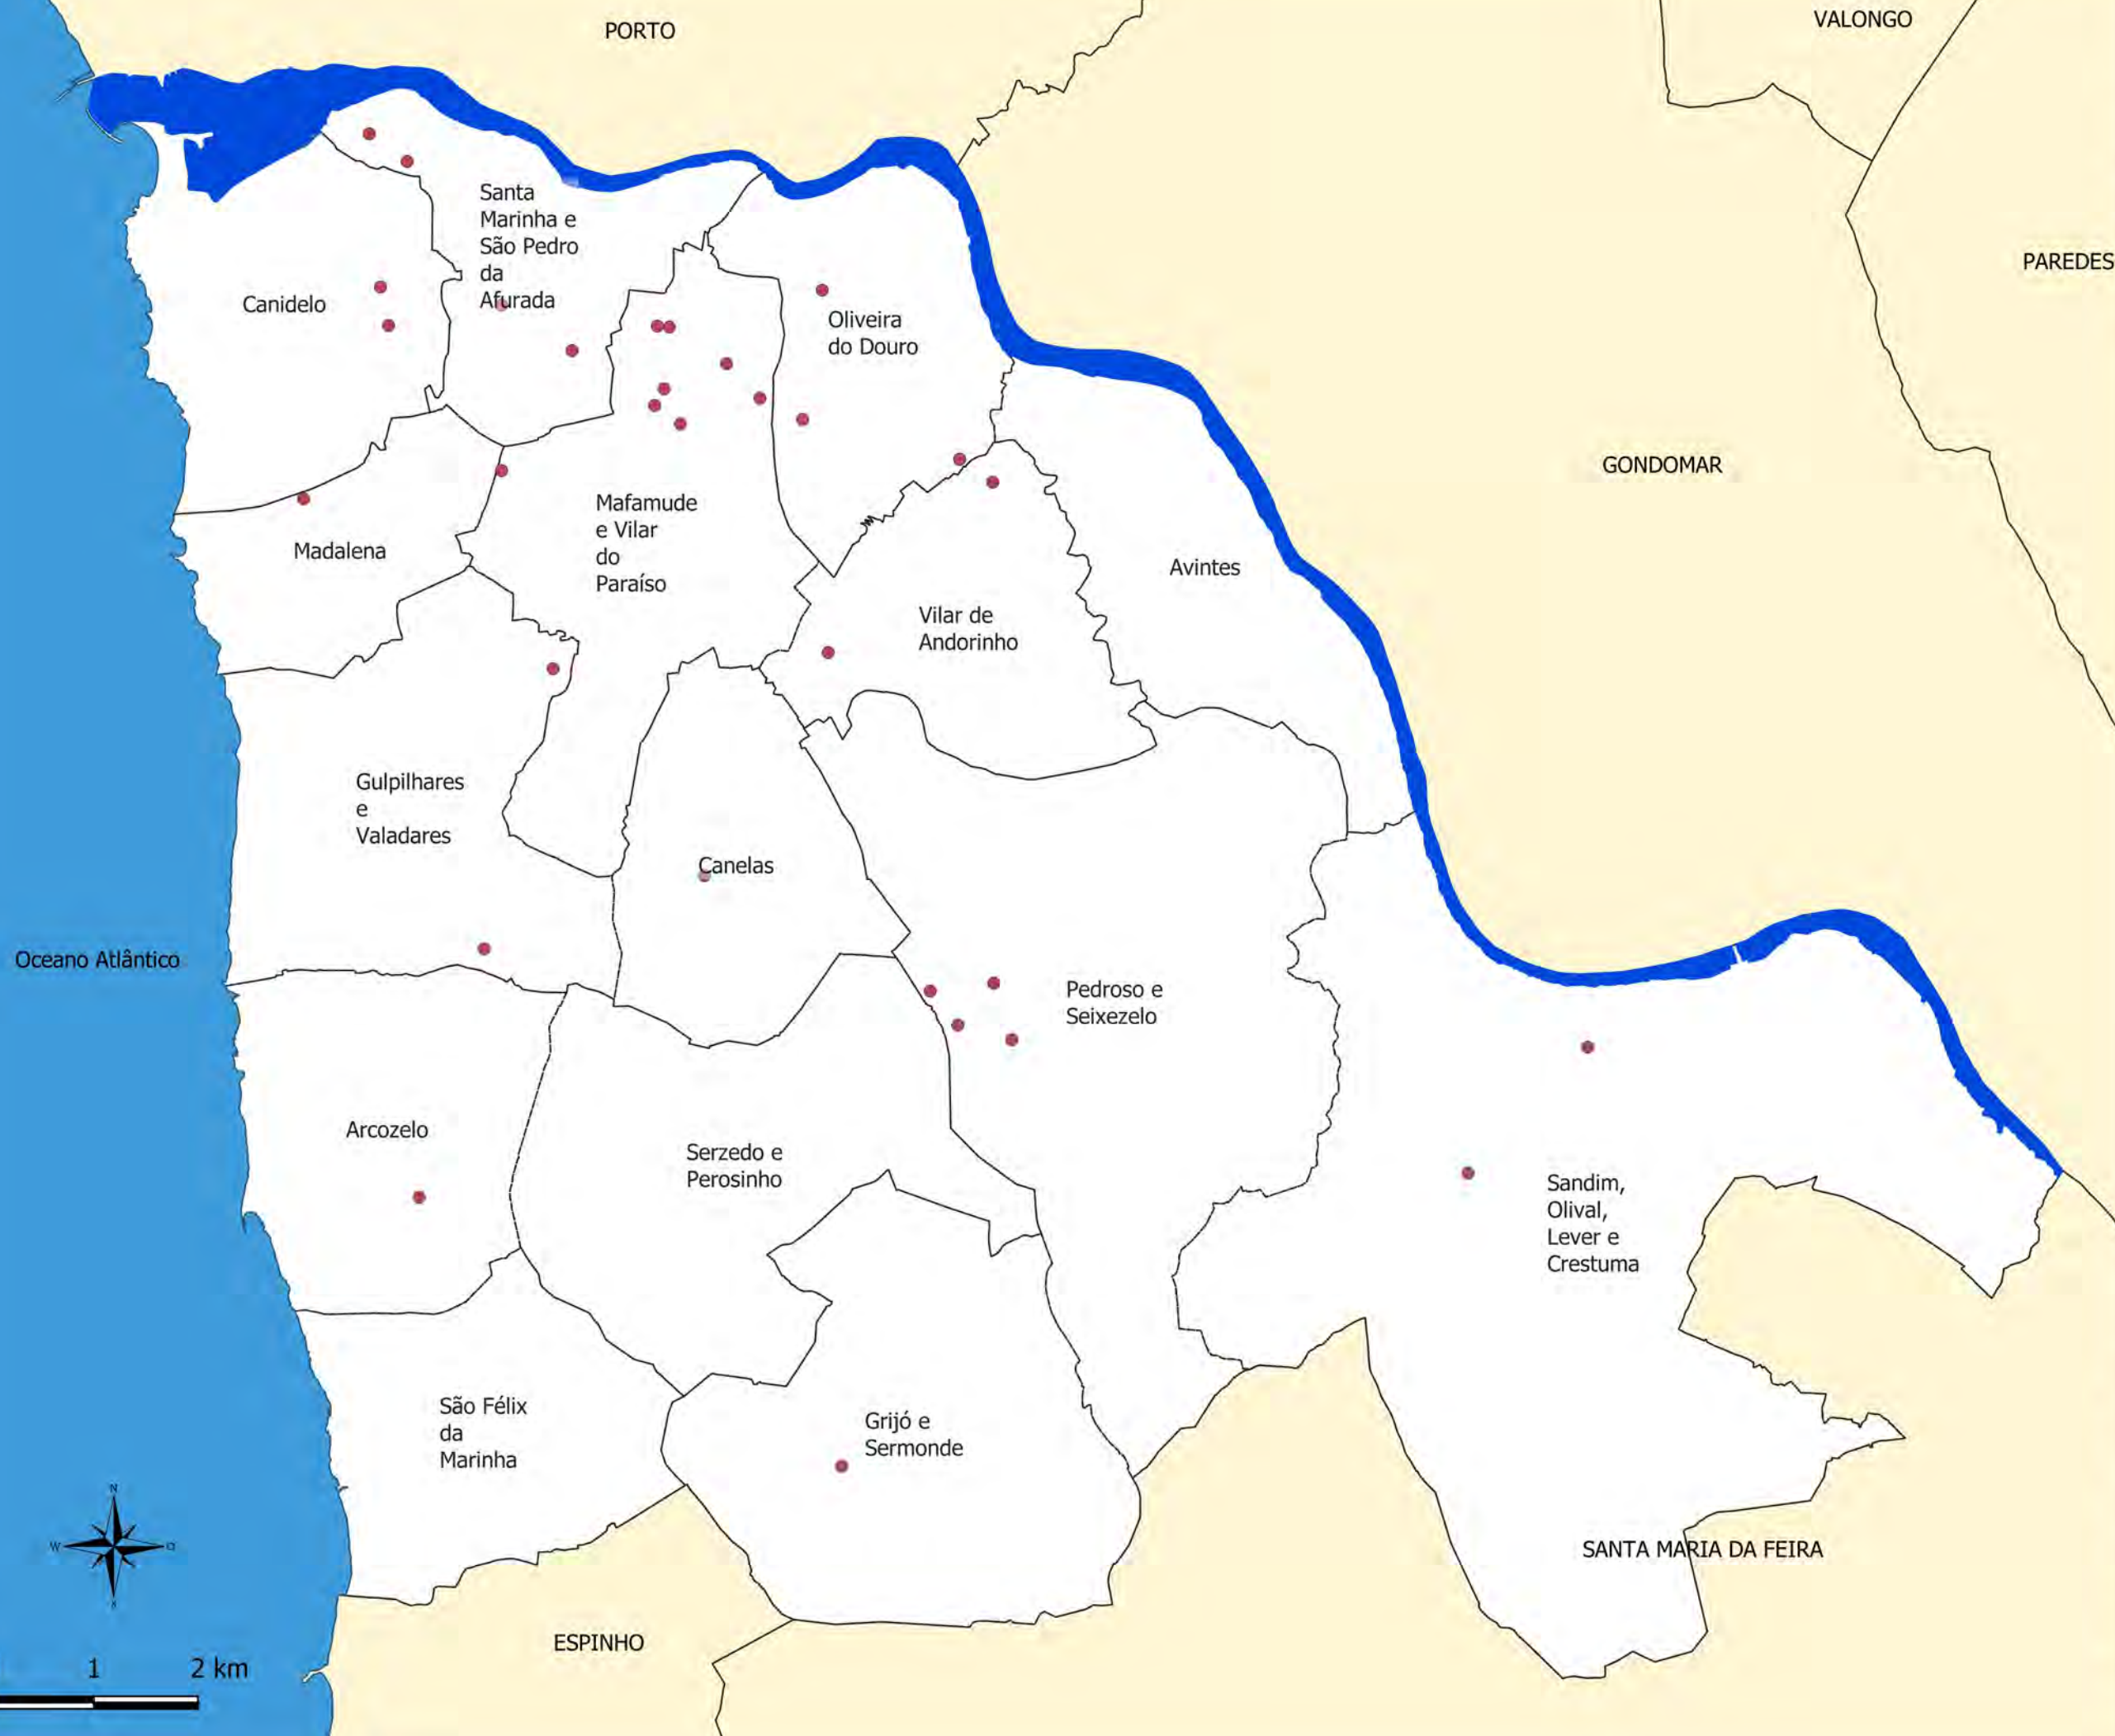 PORTO
VALONGO
Santa
Marinha e
São Pedro
da
Afurada
PAREDES
Canidelo
Oliveira
do Douro
GONDOMAR
Mafamude
e Vilar
do
Paraíso
Madalena
Avintes
Vilar de
Andorinho
Gulpilhares
e
Valadares
Canelas
Oceano Atlântico
Pedroso e
Seixezelo
Arcozelo
Serzedo e
Perosinho
Sandim,
Olival,
Lever e
Crestuma
São Félix
da
Marinha
Grijó e
Sermonde
N
W
SANTA MARIA DA FEIRA
ESPINHO
1 2 km